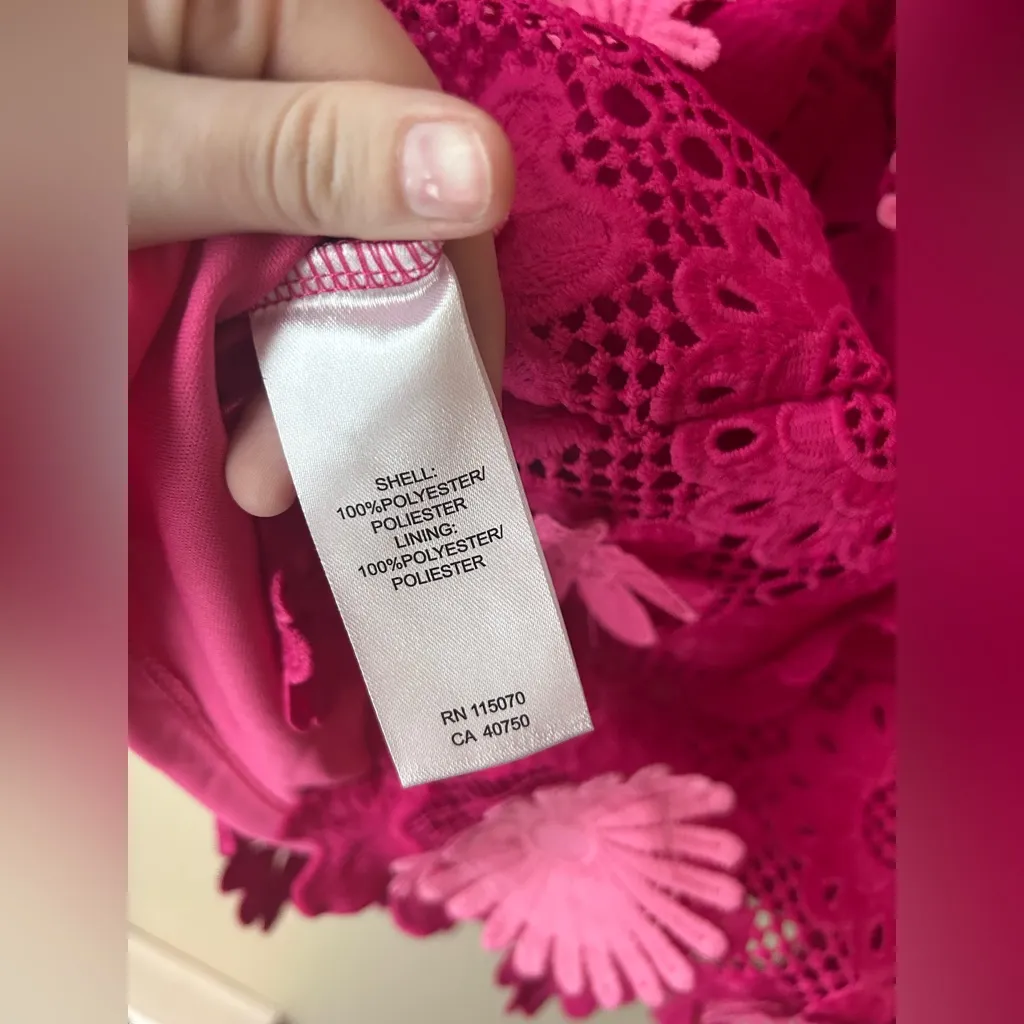 SHELL:
100%POLYESTER/
POLIESTER
LINING:
100%POLYESTER/
POLIESTER
RN 115070
CA 40750